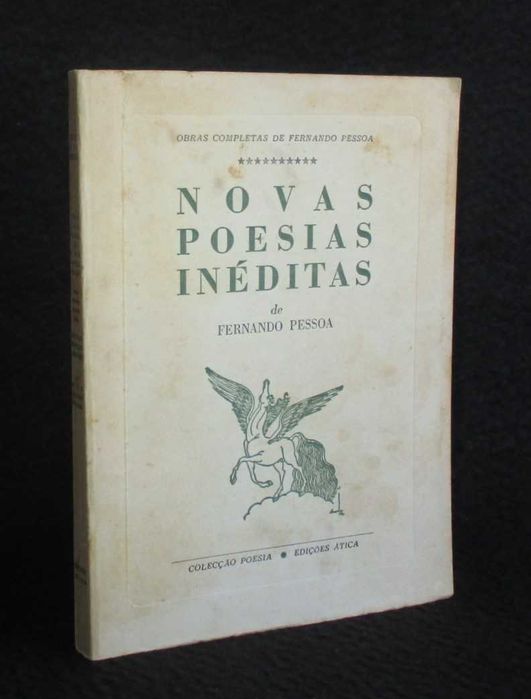 OBRAS COMPLETAS DE FERNANDO PESSOA
NOVAS
POESIAS
INÉDITAS
de
FERNANDO PESSOA
COLECÇÃO POESIA • EDIÇÕES ÁTICA